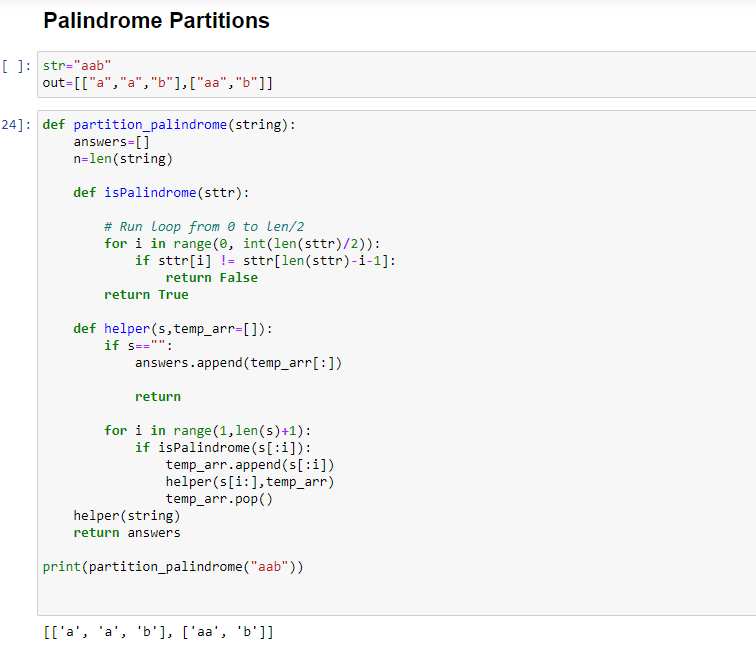 Palindrome Partitions
[ ]: str="aab"
out=[["a","a","b"],["aa","b"]]
24]: def partition_palindrome(string):
    answers=[]
    n=len(string)
    def isPalindrome(sttr):
        # Run loop from 0 to len/2
        for i in range(0, int(len(sttr)/2)):
            if sttr[i] != sttr[len(sttr)-i-1]:
                return False
        return True
    def helper(s,temp_arr=[]):
        if s=="":
            answers.append(temp_arr[:])
            return
        for i in range(1,len(s)+1):
            if isPalindrome(s[:i]):
                temp_arr.append(s[:i])
                helper(s[i:],temp_arr)
                temp_arr.pop()
    helper(string)
    return answers
print(partition_palindrome("aab"))
[['a', 'a', 'b'], ['aa', 'b']]